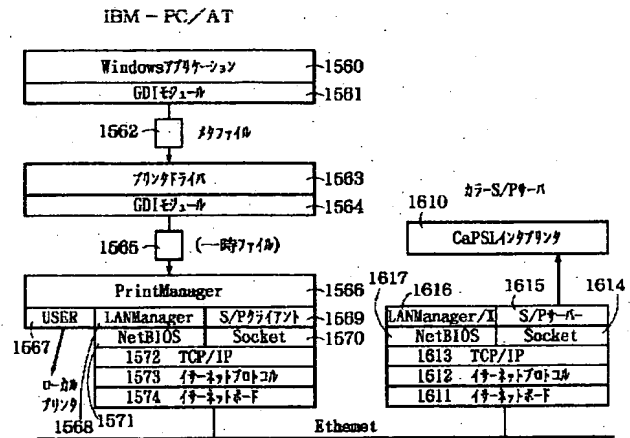 IBM-PC/AT
Windowsアプリケーション
1560
GDIモジュール
1561
1562
メタファイル
プリンタドライバ
1563
GDIモジュール
1564
1565
(一時ファイル)
PrintManager
1566
USER
LANManager
S/Pクライアント
1569
1567
NetBIOS
Socket
1570
1572 TCP/IP
1573 イサーネットプロトコル
1574 イサーネットボード
ローカル
プリンタ
1568
1571
カラーS/Pサーバ
1610
CaPSLインタプリンタ
1617
1616
1615
1614
LANManager/X
S/Pサーバー
NetBIOS
Socket
1613 TCP/IP
1612 イサーネットプロトコル
1611 イサーネットボード
Ethernet